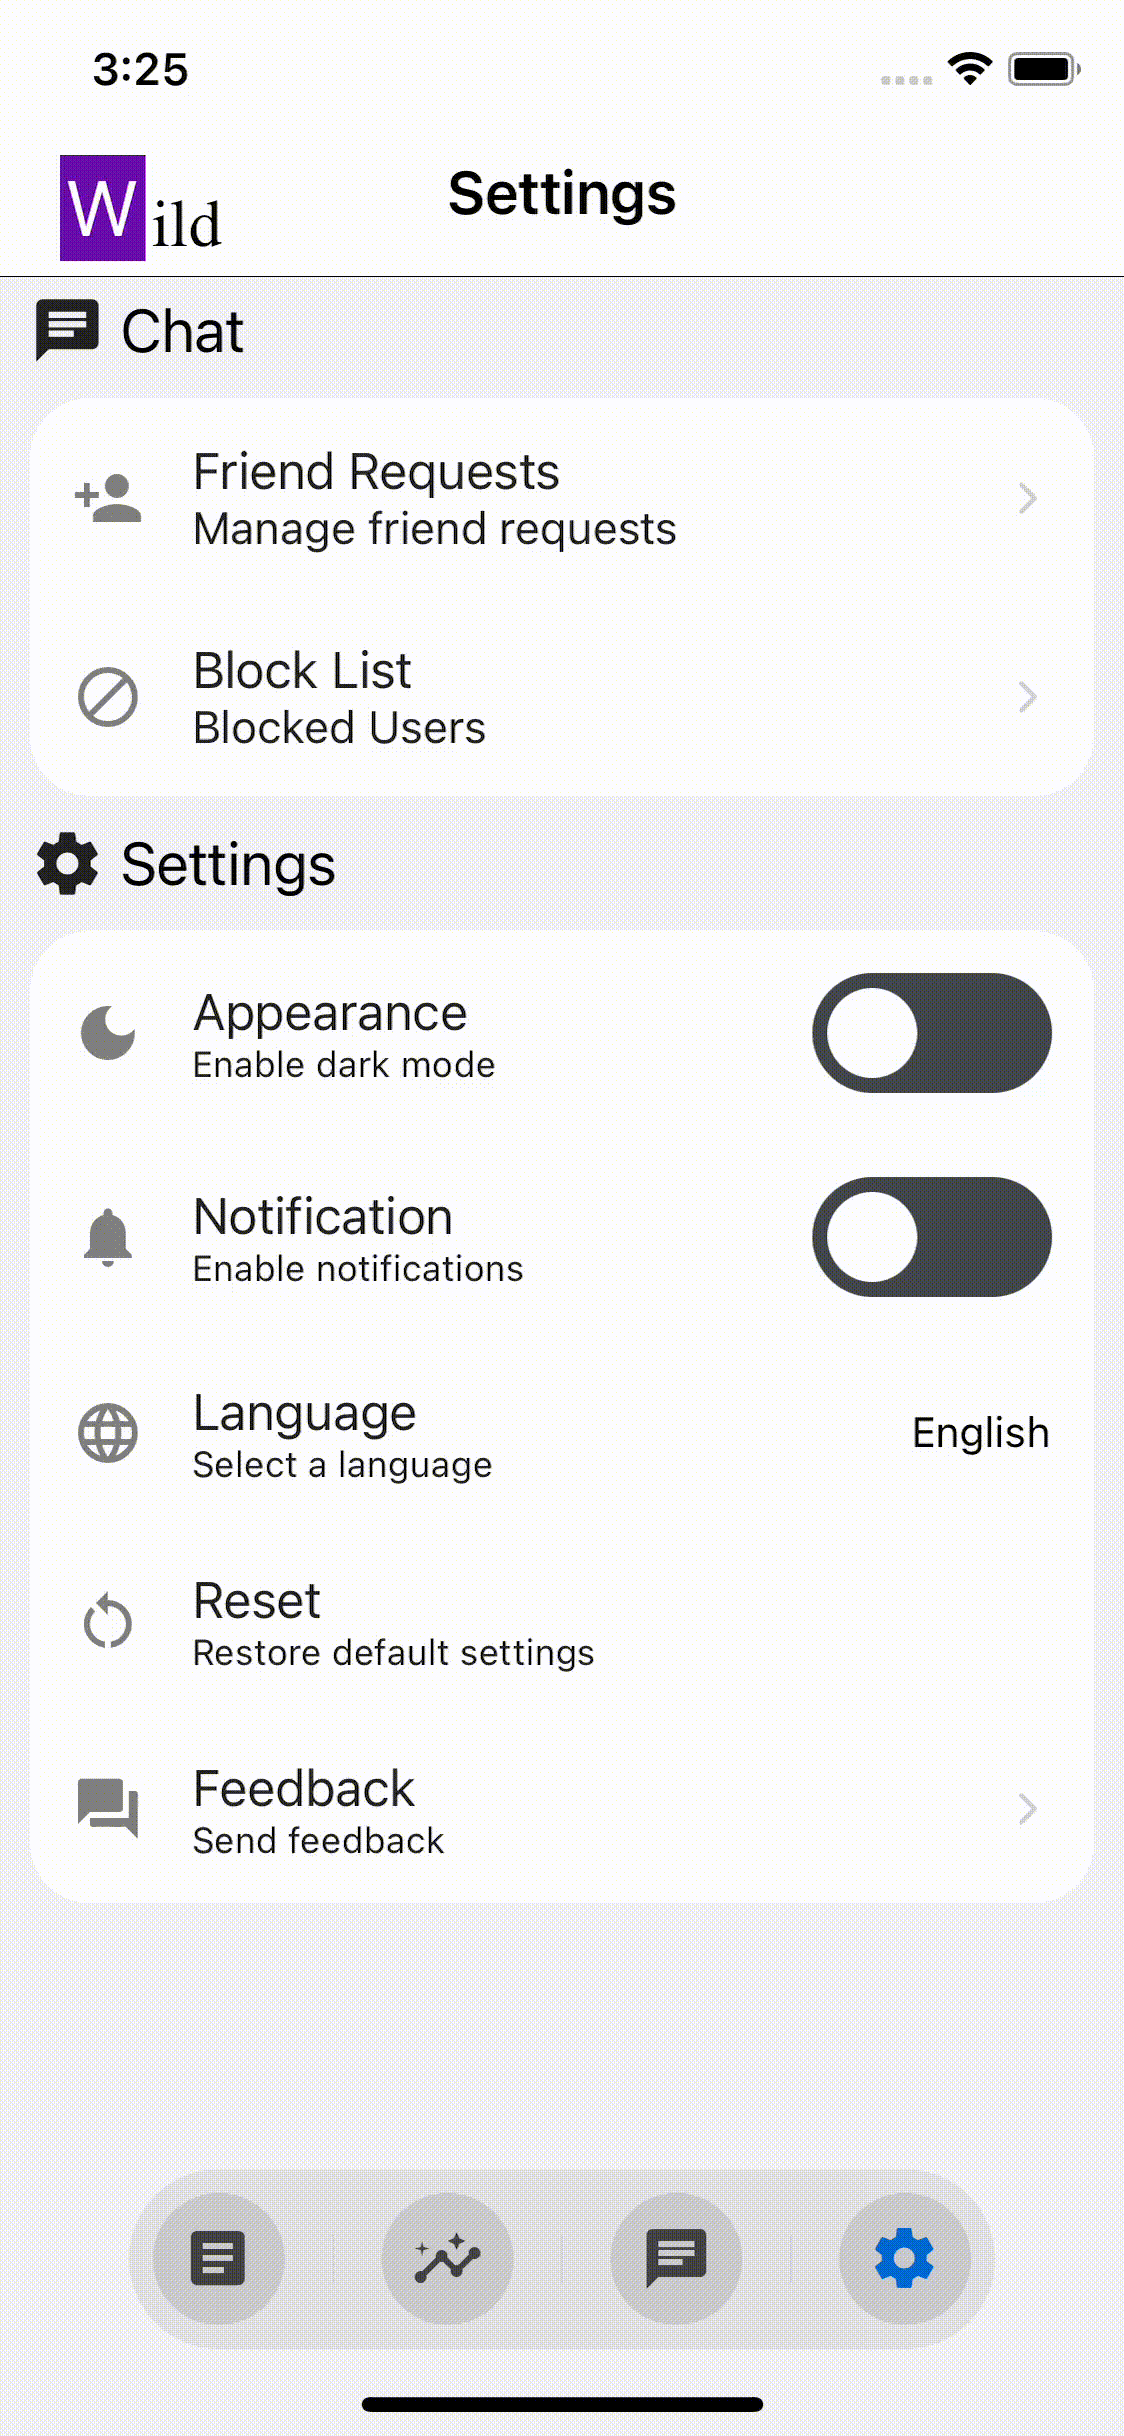 3:25
Wild
Settings
Chat
Friend Requests
Manage friend requests
Block List
Blocked Users
Settings
Appearance
Enable dark mode
Notification
Enable notifications
Language
Select a language
English
Reset
Restore default settings
Feedback
Send feedback